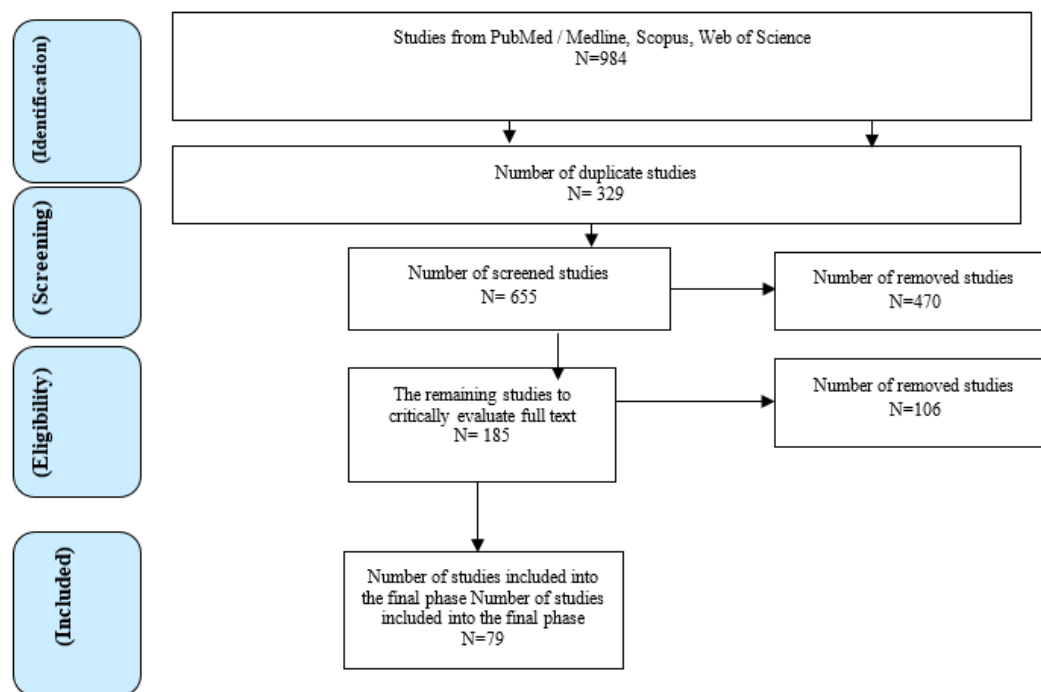 (Identification)
Studies from PubMed / Medline, Scopus, Web of Science
N=984
Number of duplicate studies
N= 329
( Screening)
Number of screened studies
N= 655
Number of removed studies
N=470
(Eligibility)
The remaining studies to
critically evaluate full text
N= 185
Number of removed studies
N=106
(Included)
Number of studies included into
the final phase Number of studies
included into the final phase
N=79